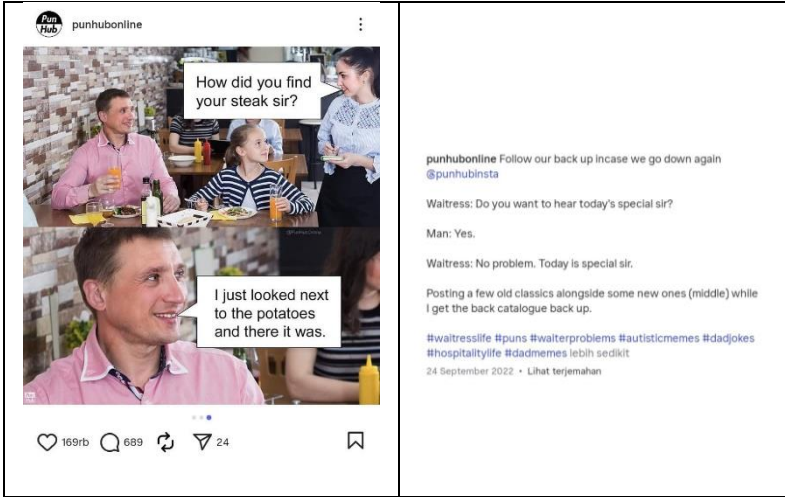 Pun
Hub
punhubonline
How did you find
your steak sir?
I just looked next
to the potatoes
and there it was.
169rb
689
24
punhubonline Follow our back up incase we go down again
@punhubinsta
Waitress: Do you want to hear today's special sir?
Man: Yes.
Waitress: No problem. Today is special sir.
Posting a few old classics alongside some new ones (middle) while
I get the back catalogue back up.
#waitresslife #puns #waiterproblems #autisticmemes #dadjokes
#hospitalitylife #dadmemes lebih sedikit
24 September 2022 • Lihat terjemahan